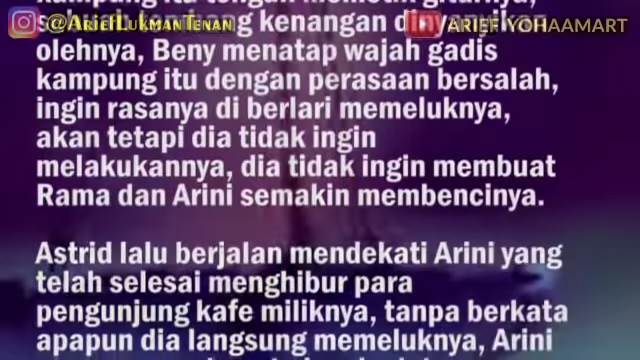 @AriefLukmanTenan
ARIEF YOHAAMART
olehnya, Beny menatap wajah gadis
kampung itu dengan perasaan bersalah,
ingin rasanya di berlari memeluknya,
akan tetapi dia tidak ingin
melakukannya, dia tidak ingin membuat
Rama dan Arini semakin membencinya.
Astrid lalu berjalan mendekati Arini yang
telah selesai menghibur para
pengunjung kafe miliknya, tanpa berkata
apapun dia langsung memeluknya, Arini